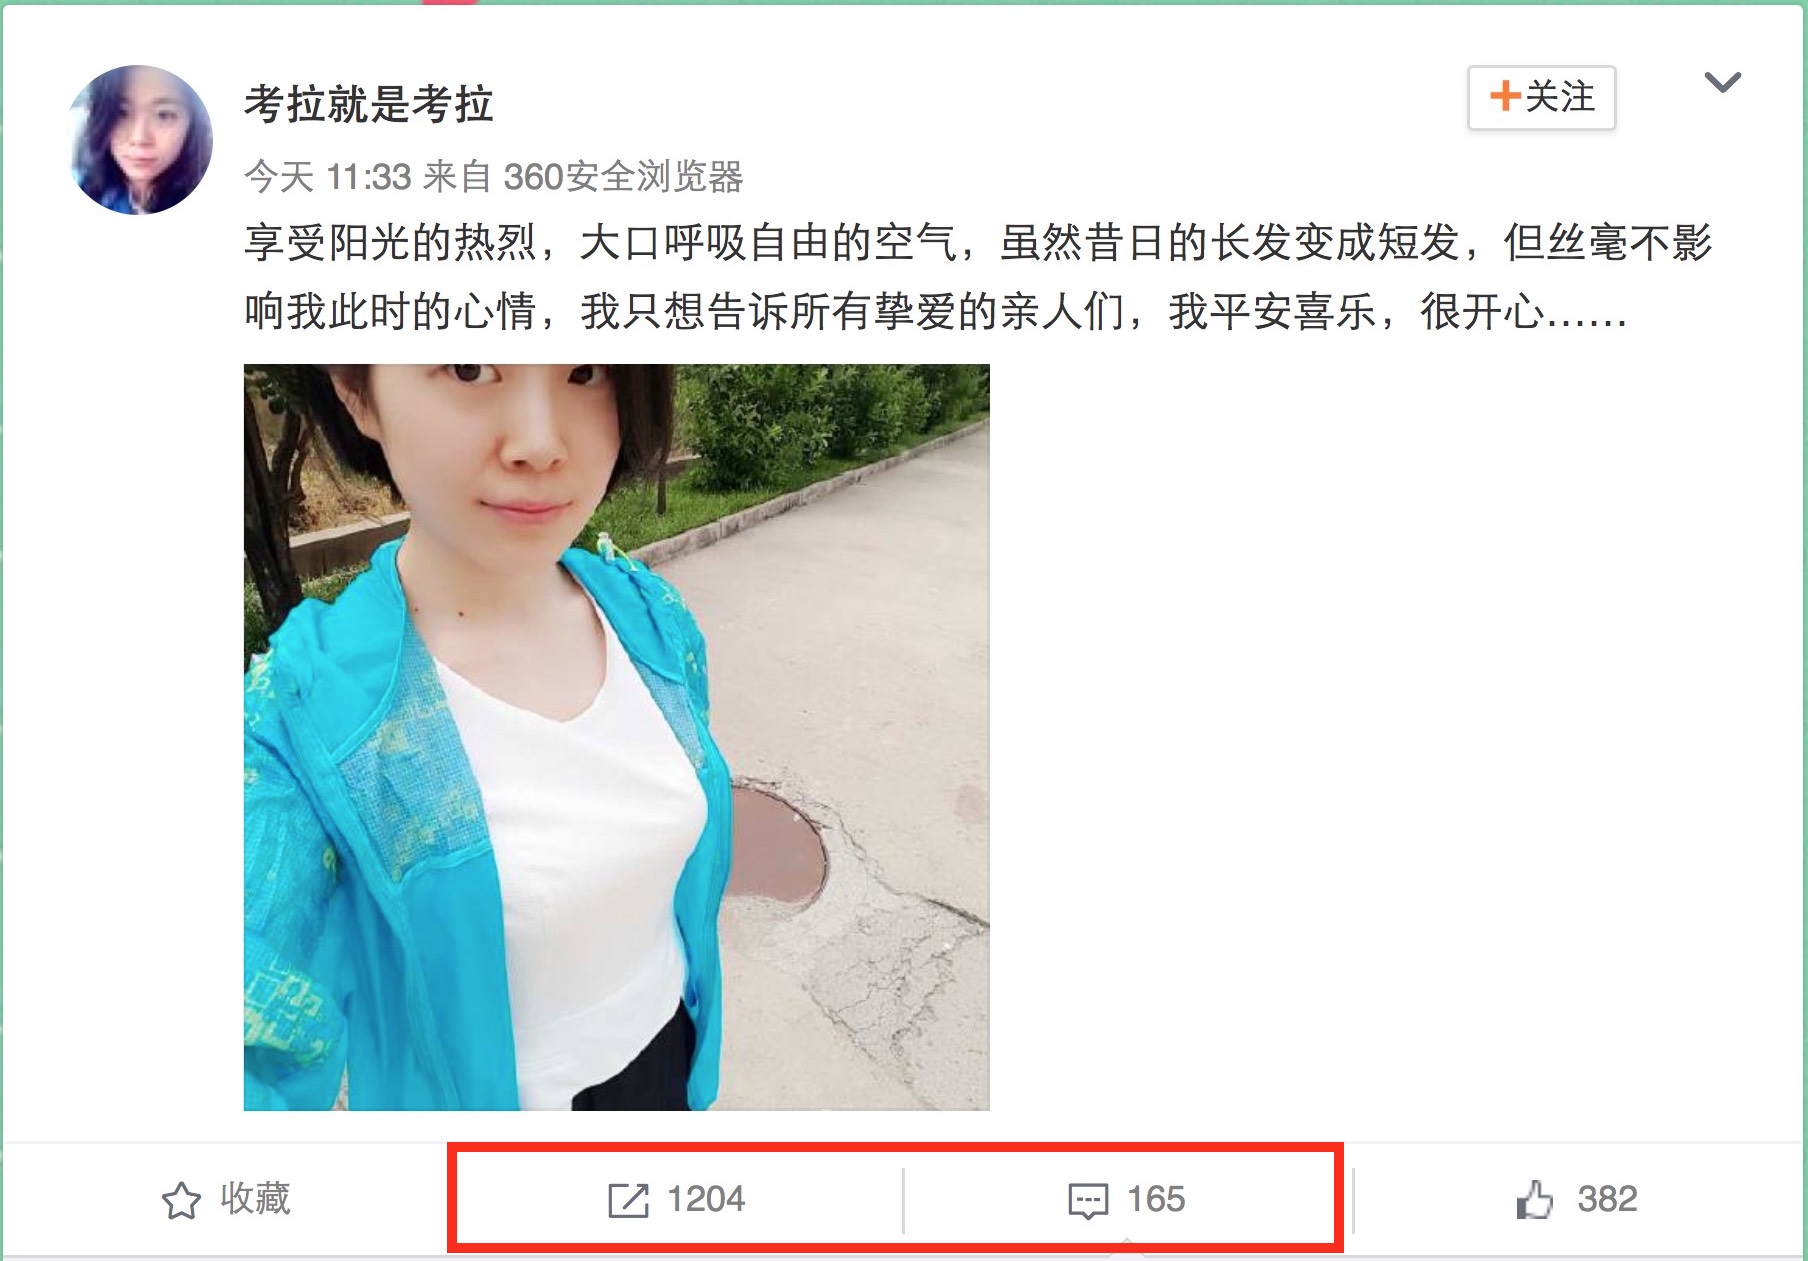 考拉就是考拉
+关注
今天 11:33 来自 360安全浏览器
享受阳光的热烈，大口呼吸自由的空气，虽然昔日的长发变成短发，但丝毫不影
响我此时的心情，我只想告诉所有挚爱的亲人们，我平安喜乐，很开心……
收藏
1204
165
382